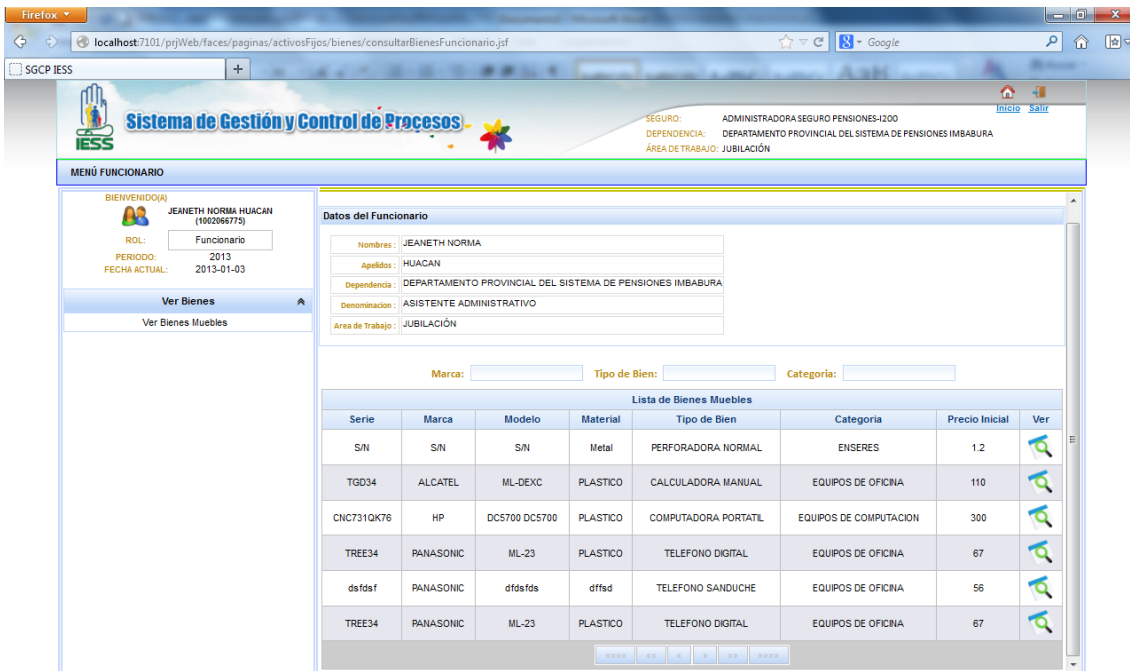 Firefox
localhost:7101/prjWeb/faces/paginas/activosFijos/bienes/consultarBienesFuncionario.jsf
Google
SGCP IESS
IESS
Sistema de Gestión y Control de Procesos
Inicio Salir
SEGURO: ADMINISTRADORA SEGURO PENSIONES-I200
DEPENDENCIA: DEPARTAMENTO PROVINCIAL DEL SISTEMA DE PENSIONES IMBABURA
ÁREA DE TRABAJO: JUBILACIÓN
MENÚ FUNCIONARIO
BIENVENIDO(A)
JEANETH NORMA HUACAN
(1002066775)
ROL: Funcionario
PERIODO: 2013
FECHA ACTUAL: 2013-01-03
Ver Bienes
Ver Bienes Muebles
Datos del Funcionario
Nombres : JEANETH NORMA
Apelidos : HUACAN
Dependencia : DEPARTAMENTO PROVINCIAL DEL SISTEMA DE PENSIONES IMBABURA
Denominacion : ASISTENTE ADMINISTRATIVO
Area de Trabajo : JUBILACIÓN
Marca: Tipo de Bien: Categoria:
Lista de Bienes Muebles
Serie Marca Modelo Material Tipo de Bien Categoria Precio Inicial Ver
S/N S/N S/N Metal PERFORADORA NORMAL ENSERES 1.2
TGD34 ALCATEL ML-DEXC PLASTICO CALCULADORA MANUAL EQUIPOS DE OFICINA 110
CNC731QK76 HP DC5700 DC5700 PLASTICO COMPUTADORA PORTATIL EQUIPOS DE COMPUTACION 300
TREE34 PANASONIC ML-23 PLASTICO TELEFONO DIGITAL EQUIPOS DE OFICINA 67
dsfdsf PANASONIC dfdsfds dffsd TELEFONO SANDUCHE EQUIPOS DE OFICINA 56
TREE34 PANASONIC ML-23 PLASTICO TELEFONO DIGITAL EQUIPOS DE OFICINA 67